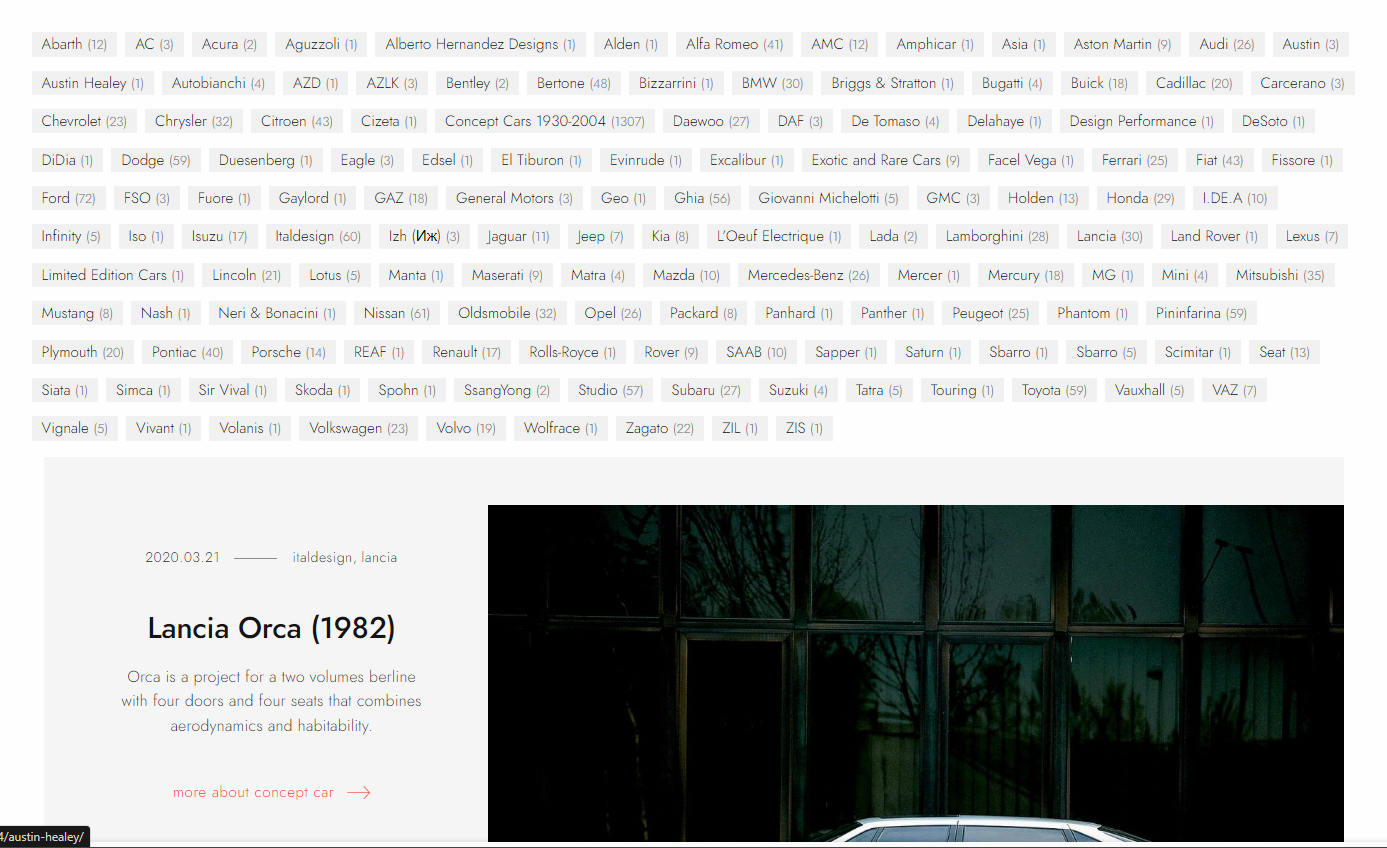 Abarth (12) AC (3) Acura (2) Aguzzoli (1) Alberto Hernandez Designs (1) Alden (1) Alfa Romeo (41) AMC (12) Amphicar (1) Asia (1) Aston Martin (9) Audi (26) Austin (3)
Austin Healey (1) Autobianchi (4) AZD (1) AZLK (3) Bentley (2) Bertone (48) Bizzarrini (1) BMW (30) Briggs & Stratton (1) Bugatti (4) Buick (18) Cadillac (20) Carcerano (3)
Chevrolet (23) Chrysler (32) Citroen (43) Cizeta (1) Concept Cars 1930-2004 (1307) Daewoo (27) DAF (3) De Tomaso (4) Delahaye (1) Design Performance (1) DeSoto (1)
DiDia (1) Dodge (59) Duesenberg (1) Eagle (3) Edsel (1) El Tiburon (1) Evinrude (1) Excalibur (1) Exotic and Rare Cars (9) Facel Vega (1) Ferrari (25) Fiat (43) Fissore (1)
Ford (72) FSO (3) Fuore (1) Gaylord (1) GAZ (18) General Motors (3) Geo (1) Ghia (56) Giovanni Michelotti (5) GMC (3) Holden (13) Honda (29) I.DE.A (10)
Infinity (5) Iso (1) Isuzu (17) Italdesign (60) Izh (Иж) (3) Jaguar (11) Jeep (7) Kia (8) L'Oeuf Electrique (1) Lada (2) Lamborghini (28) Lancia (30) Land Rover (1) Lexus (7)
Limited Edition Cars (1) Lincoln (21) Lotus (5) Manta (1) Maserati (9) Matra (4) Mazda (10) Mercedes-Benz (26) Mercer (1) Mercury (18) MG (1) Mini (4) Mitsubishi (35)
Mustang (8) Nash (1) Neri & Bonacini (1) Nissan (61) Oldsmobile (32) Opel (26) Packard (8) Panhard (1) Panther (1) Peugeot (25) Phantom (1) Pininfarina (59)
Plymouth (20) Pontiac (40) Porsche (14) REAF (1) Renault (17) Rolls-Royce (1) Rover (9) SAAB (10) Sapper (1) Saturn (1) Sbarro (1) Sbarro (5) Scimitar (1) Seat (13)
Siata (1) Simca (1) Sir Vival (1) Skoda (1) Spohn (1) SsangYong (2) Studio (57) Subaru (27) Suzuki (4) Tatra (5) Touring (1) Toyota (59) Vauxhall (5) VAZ (7)
Vignale (5) Vivant (1) Volanis (1) Volkswagen (23) Volvo (19) Wolfrace (1) Zagato (22) ZIL (1) ZIS (1)
2020.03.21 italdesign, lancia
Lancia Orca (1982)
Orca is a project for a two volumes berline
with four doors and four seats that combines
aerodynamics and habitability.
more about concept car
4/austin-healey/